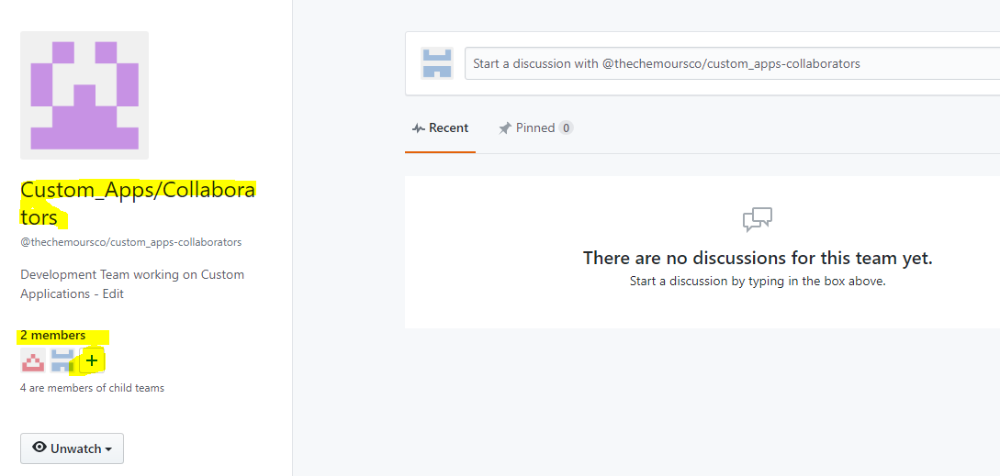 Custom_Apps/Collabora
tors
@thechemoursco/custom_apps-collaborators
Development Team working on Custom
Applications - Edit
2 members
+
4 are members of child teams
Unwatch
Start a discussion with @thechemoursco/custom_apps-collaborators
Recent
Pinned 0
There are no discussions for this team yet.
Start a discussion by typing in the box above.